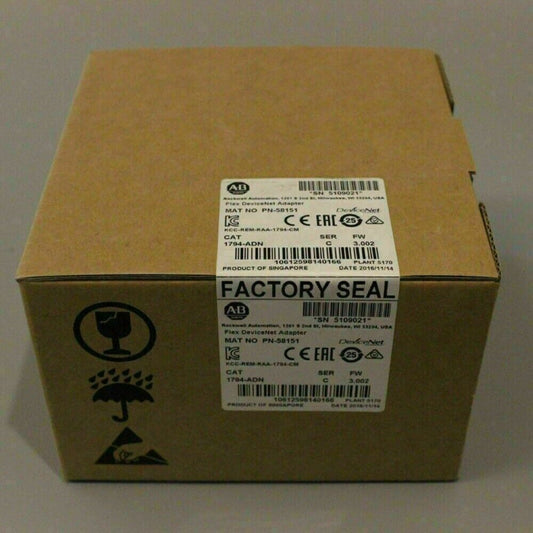 AB
"SN 5109021"
Rockwell Automation, 1201 S 2nd St, Milwaukee, WI 53204, USA
Flex DeviceNet Adapter
MAT NO PN-58151
DeviceNet
KCC-REM-RAA-1794-CM
CE EAC 25
CAT SER FW
1794-ADN C 3.002
10612598140166 PLANT 5170
PRODUCT OF SINGAPORE DATE 2016/11/14
FACTORY SEAL
AB
"SN 5109021"
Rockwell Automation, 1201 S 2nd St, Milwaukee, WI 53204, USA
Flex DeviceNet Adapter
MAT NO PN-58151
DeviceNet
KCC-REM-RAA-1794-CM
CE EAC 25
CAT SER FW
1794-ADN C 3.002
10612598140166 PLANT 5170
PRODUCT OF SINGAPORE DATE 2016/11/14